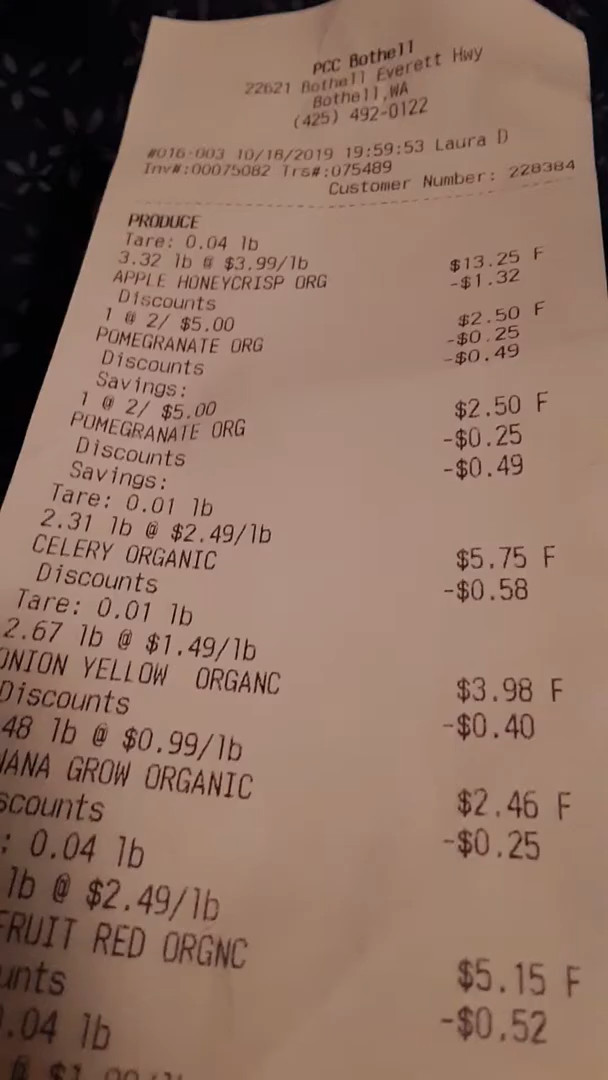 PCC Bothell
22621 Bothell Everett Hwy
Bothell,WA
(425) 492-0122
#016-003 10/18/2019 19:59:53 Laura D
Inv#:00075082 Trs#:075489
Customer Number: 228384
PRODUCE
Tare: 0.04 lb
3.32 lb @ $3.99/lb
APPLE HONEYCRISP ORG $13.25 F
Discounts -$1.32
1 @ 2/ $5.00
POMEGRANATE ORG $2.50 F
Discounts -$0.25
Savings: -$0.49
1 @ 2/ $5.00
POMEGRANATE ORG $2.50 F
Discounts -$0.25
Savings: -$0.49
Tare: 0.01 lb
2.31 lb @ $2.49/lb
CELERY ORGANIC $5.75 F
Discounts -$0.58
Tare: 0.01 lb
2.67 lb @ $1.49/lb
ONION YELLOW ORGANC $3.98 F
Discounts -$0.40
48 lb @ $0.99/lb
NANA GROW ORGANIC $2.46 F
scounts -$0.25
: 0.04 lb
lb @ $2.49/lb
FRUIT RED ORGNC $5.15 F
unts -$0.52
.04 lb